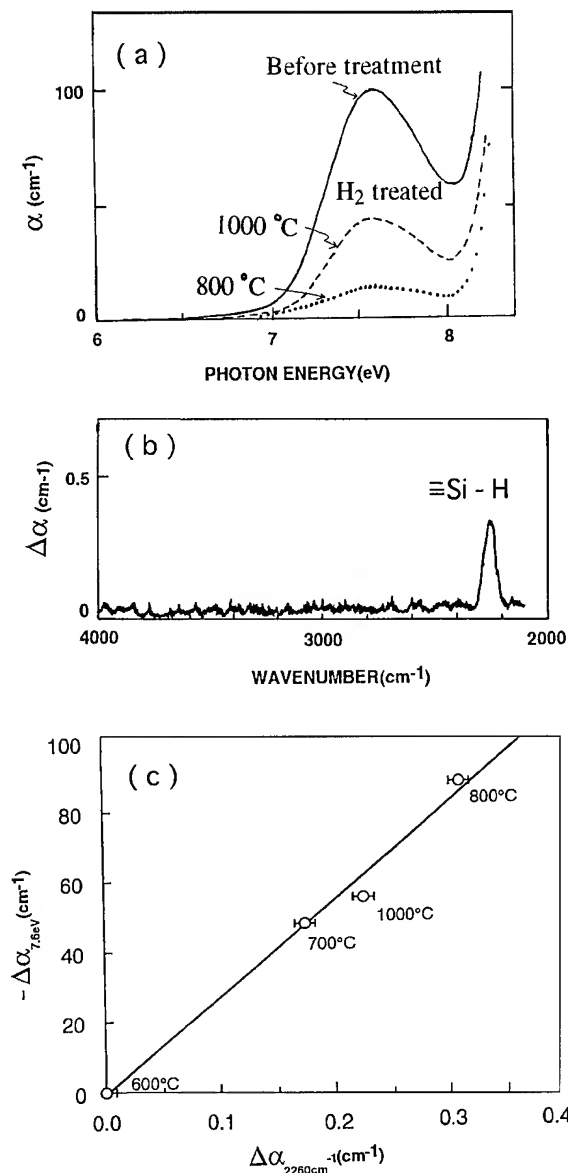 ( a )
Before treatment
100
50
0
H₂ treated
1000 °C
800 °C
α (cm⁻¹)
6 7 8
PHOTON ENERGY(eV)
( b )
0.5
0
Δα (cm-1)
≡Si - H
4000 3000 2000
WAVENUMBER(cm⁻¹)
( c )
100
80
60
40
20
0
- Δα7.6eV(cm⁻¹)
800°C
1000°C
700°C
600°C
0.0 0.1 0.2 0.3 0.4
Δα2260cm⁻¹(cm⁻¹)